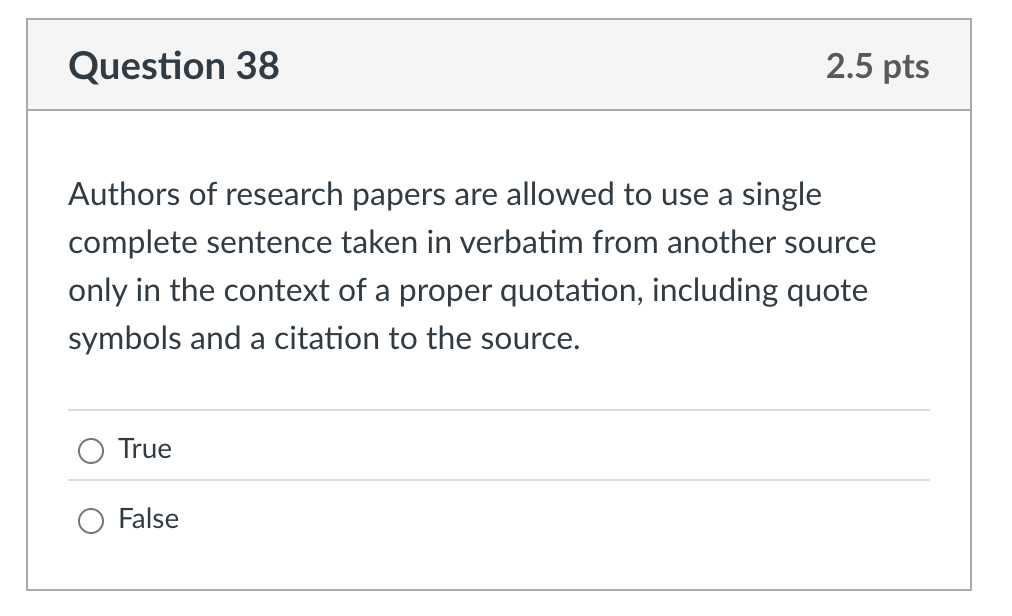 Question 38
2.5 pts
Authors of research papers are allowed to use a single
complete sentence taken in verbatim from another source
only in the context of a proper quotation, including quote
symbols and a citation to the source.
True
False